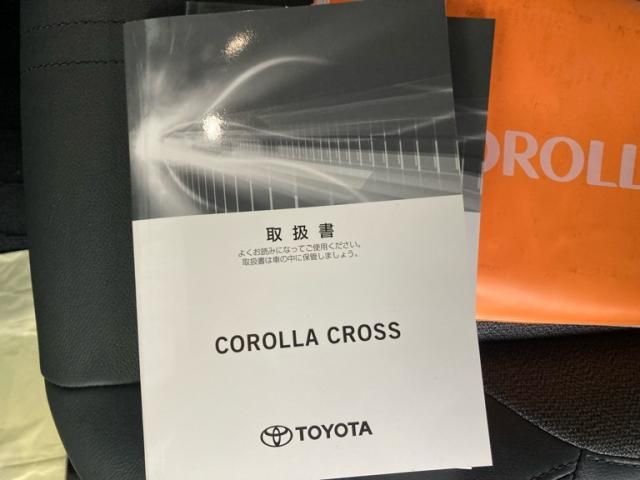 取扱書
よくお読みになってご使用ください。
取扱書は車の中に保管しましょう。
COROLLA CROSS
TOYOTA
OROLL